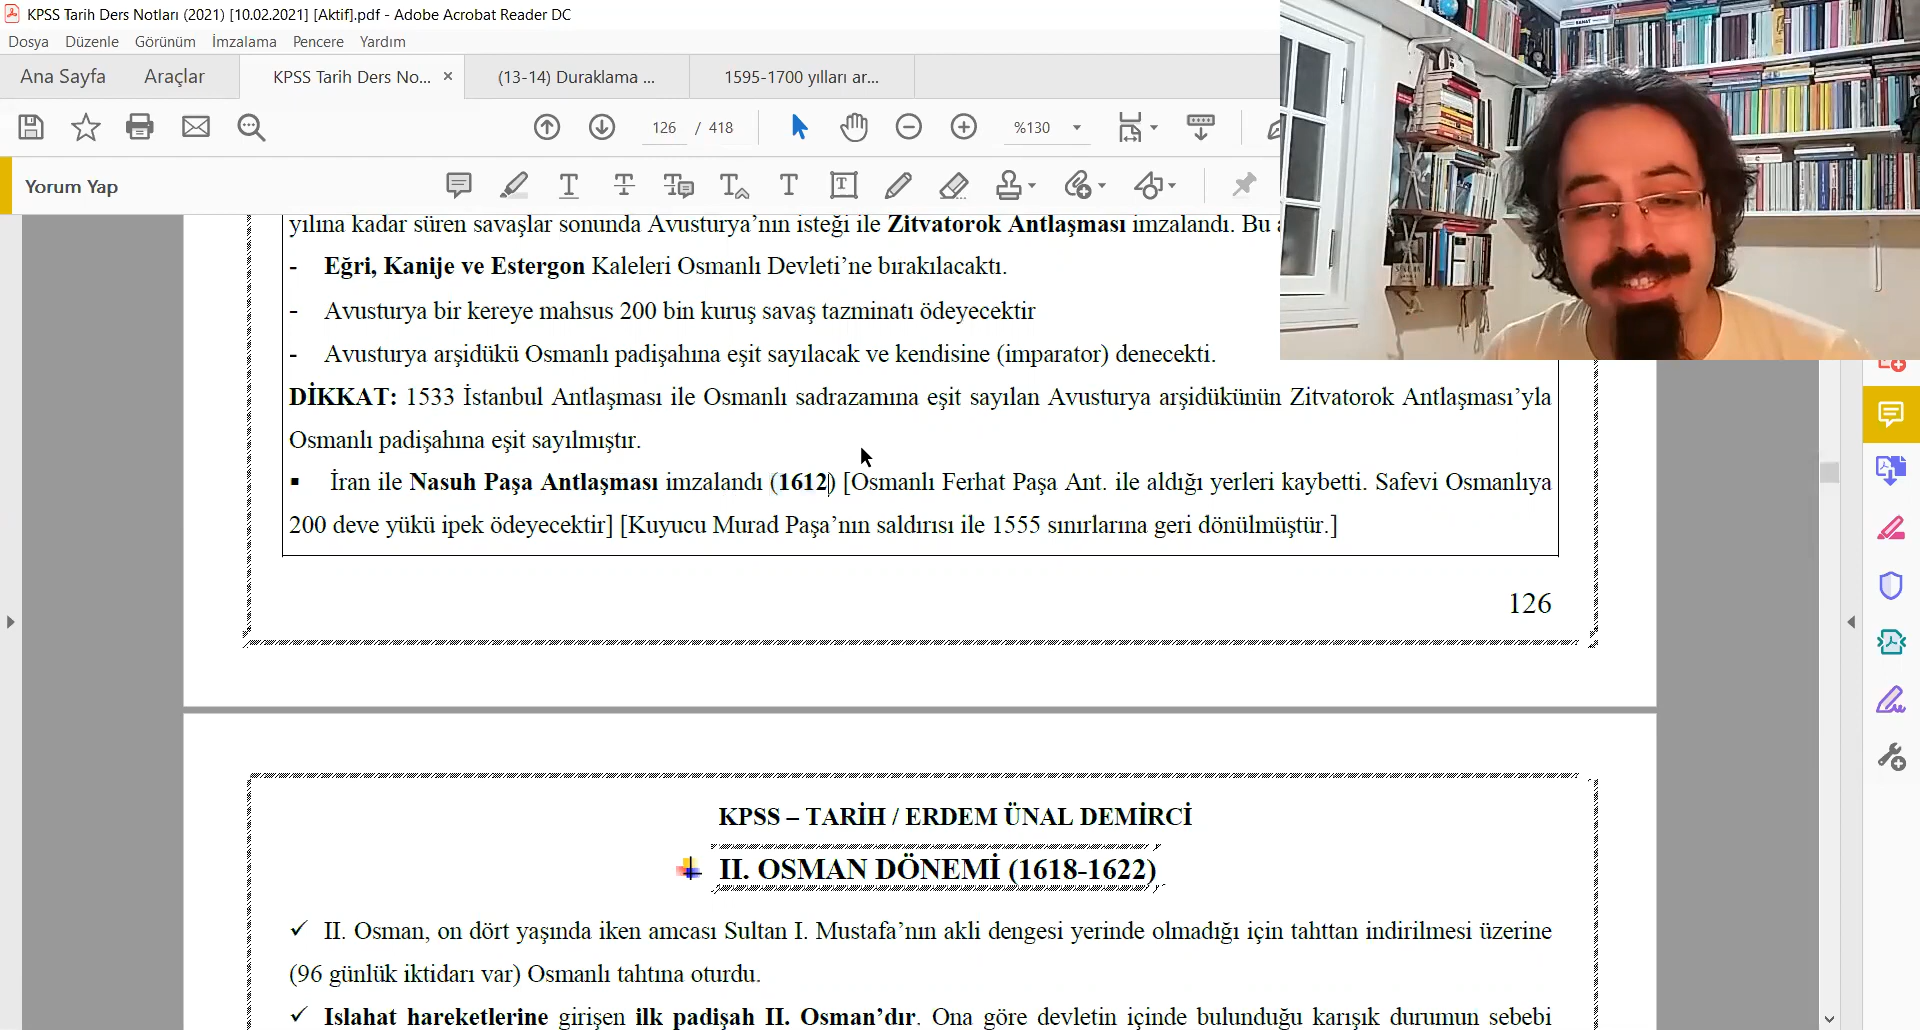 KPSS Tarih Ders Notları (2021) [10.02.2021] [Aktif].pdf - Adobe Acrobat Reader DC
Dosya Düzenle Görünüm İmzalama Pencere Yardım
Ana Sayfa Araçlar KPSS Tarih Ders No... × (13-14) Duraklama ... 1595-1700 yılları ar...
126 / 418 %130
Yorum Yap
yılına kadar süren savaşlar sonunda Avusturya’nın isteği ile Zitvatorok Antlaşması imzalandı. Bu
- Eğri, Kanije ve Estergon Kaleleri Osmanlı Devleti’ne bırakılacaktı.
- Avusturya bir kereye mahsus 200 bin kuruş savaş tazminatı ödeyecektir
- Avusturya arşidükü Osmanlı padişahına eşit sayılacak ve kendisine (imparator) denecekti.
DİKKAT: 1533 İstanbul Antlaşması ile Osmanlı sadrazamına eşit sayılan Avusturya arşidükünün Zitvatorok Antlaşması’yla
Osmanlı padişahına eşit sayılmıştır.
▪ İran ile Nasuh Paşa Antlaşması imzalandı (1612) [Osmanlı Ferhat Paşa Ant. ile aldığı yerleri kaybetti. Safevi Osmanlıya
200 deve yükü ipek ödeyecektir] [Kuyucu Murad Paşa’nın saldırısı ile 1555 sınırlarına geri dönülmüştür.]
126
KPSS – TARİH / ERDEM ÜNAL DEMİRCİ
II. OSMAN DÖNEMİ (1618-1622)
✓ II. Osman, on dört yaşında iken amcası Sultan I. Mustafa’nın akli dengesi yerinde olmadığı için tahttan indirilmesi üzerine
(96 günlük iktidarı var) Osmanlı tahtına oturdu.
✓ Islahat hareketlerine girişen ilk padişah II. Osman’dır. Ona göre devletin içinde bulunduğu karışık durumun sebebi